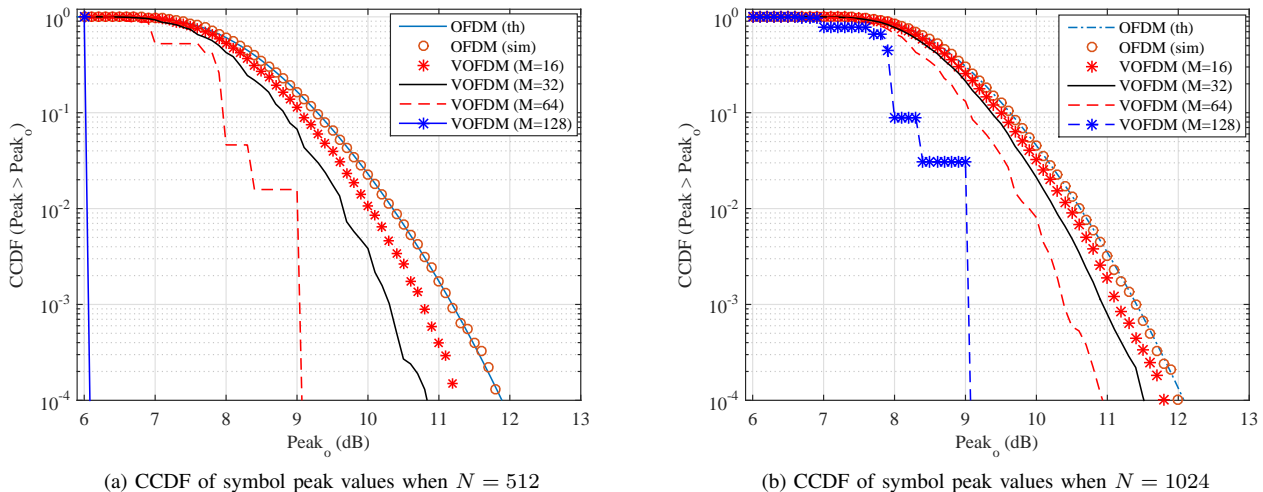 10^0
10^-1
10^-2
10^-3
10^-4
CCDF (Peak > Peak_o)
6 7 8 9 10 11 12 13
Peak_o (dB)
OFDM (th)
OFDM (sim)
VOFDM (M=16)
VOFDM (M=32)
VOFDM (M=64)
VOFDM (M=128)
(a) CCDF of symbol peak values when N = 512
10^0
10^-1
10^-2
10^-3
10^-4
CCDF (Peak > Peak_o)
6 7 8 9 10 11 12 13
Peak_o (dB)
OFDM (th)
OFDM (sim)
VOFDM (M=16)
VOFDM (M=32)
VOFDM (M=64)
VOFDM (M=128)
(b) CCDF of symbol peak values when N = 1024